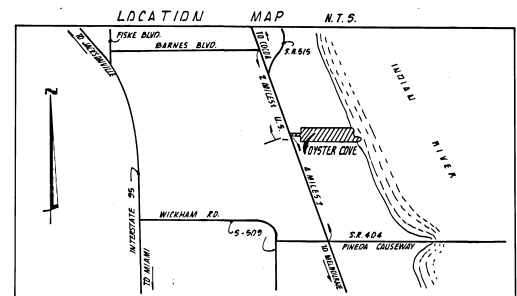 LOCATION MAP N.T.S.
FISKE BLVD.
TO JACKSONVILLE
BARNES BLVD.
TO COCOA
S.R. 515
INDIAN RIVER
N
2 MILES±
U.S.
OYSTER COVE
4 MILES±
INTERSTATE 95
WICKHAM RD.
S-509
S.R. 404
PINEDA CAUSEWAY
TO MIAMI
TO MELBOURNE